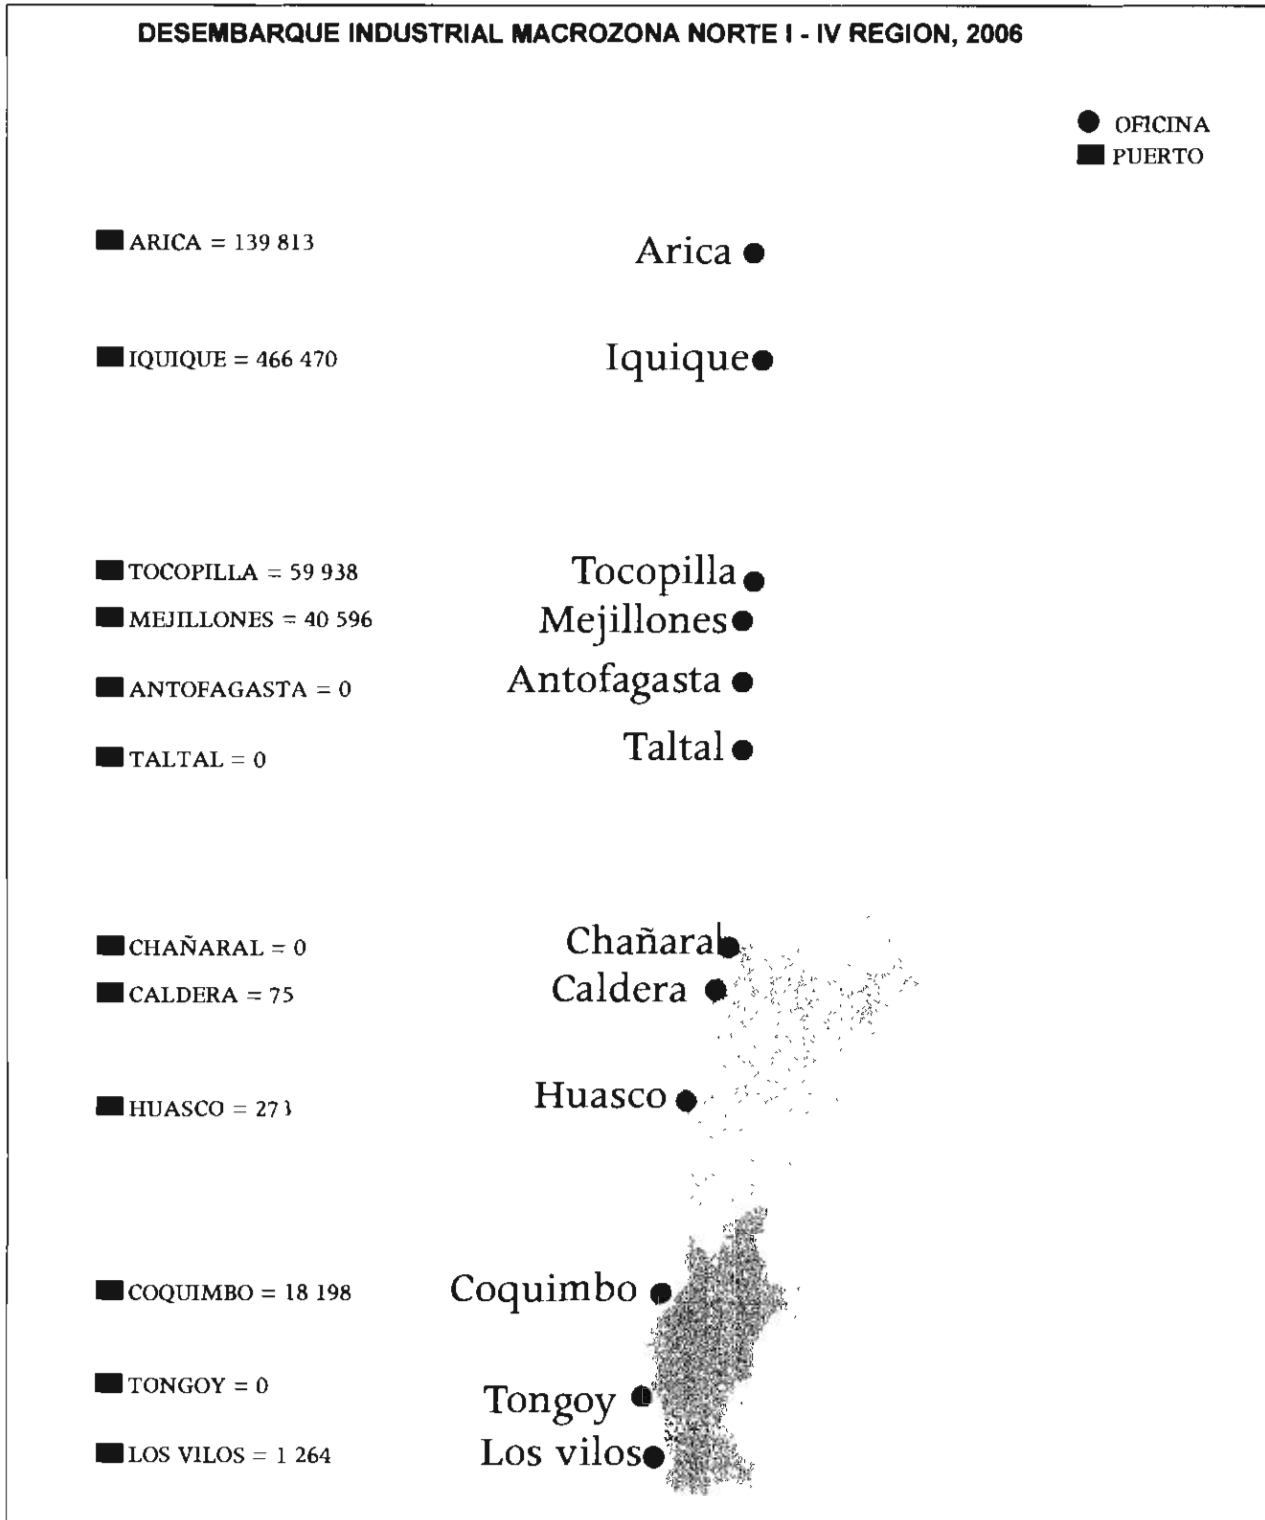 DESEMBARQUE INDUSTRIAL MACROZONA NORTE I - IV REGION, 2006
OFICINA
PUERTO
ARICA = 139 813
Arica
IQUIQUE = 466 470
Iquique
TOCOPILLA = 59 938
Tocopilla
MEJILLONES = 40 596
Mejillones
ANTOFAGASTA = 0
Antofagasta
TALTAL = 0
Taltal
CHAÑARAL = 0
Chañaral
CALDERA = 75
Caldera
HUASCO = 273
Huasco
COQUIMBO = 18 198
Coquimbo
TONGOY = 0
Tongoy
LOS VILOS = 1 264
Los vilos